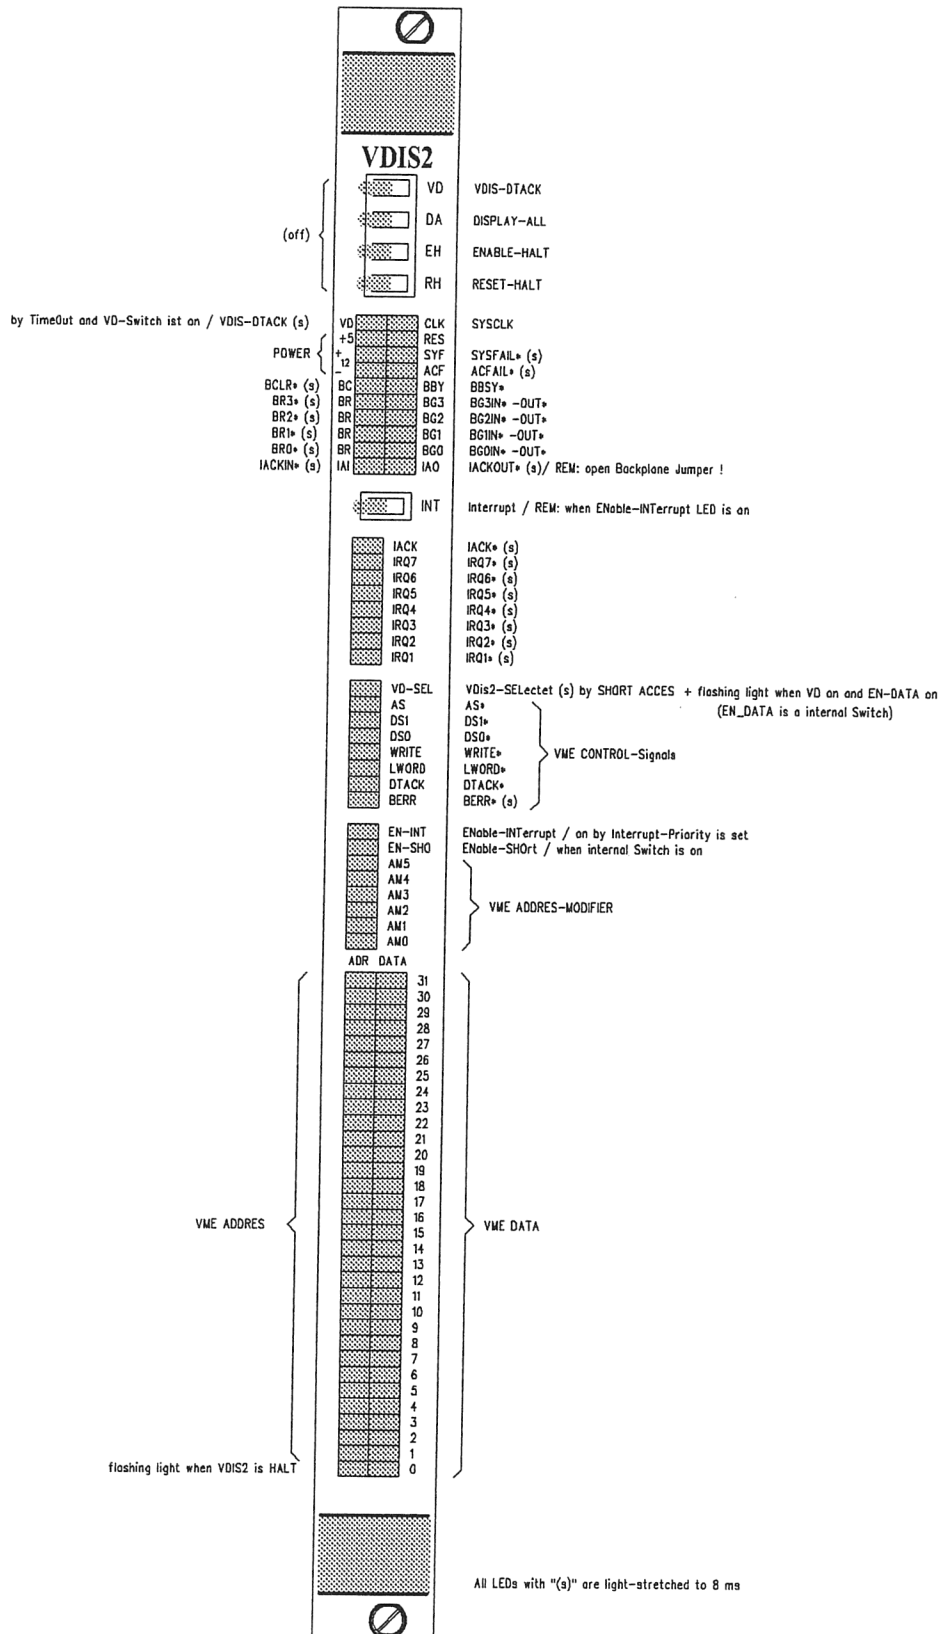 VDIS2
VD VDIS-DTACK
DA DISPLAY-ALL
(off)
EH ENABLE-HALT
RH RESET-HALT
by TimeOut and VD-Switch ist on / VDIS-DTACK (s) VD CLK SYSCLK
+5 RES
POWER + SYF SYSFAIL* (s)
12
- ACF ACFAIL* (s)
BCLR* (s) BC BBY BBSY*
BR3* (s) BR BG3 BG3IN* -OUT*
BR2* (s) BR BG2 BG2IN* -OUT*
BR1* (s) BR BG1 BG1IN* -OUT*
BR0* (s) BR BG0 BG0IN* -OUT*
IACKIN* (s) IAI IAO IACKOUT* (s)/ REM: open Backplane Jumper !
INT Interrupt / REM: when ENable-INTerrupt LED is on
IACK IACK* (s)
IRQ7 IRQ7* (s)
IRQ6 IRQ6* (s)
IRQ5 IRQ5* (s)
IRQ4 IRQ4* (s)
IRQ3 IRQ3* (s)
IRQ2 IRQ2* (s)
IRQ1 IRQ1* (s)
VD-SEL VDis2-SELectet (s) by SHORT ACCES + flashing light when VD on and EN-DATA on
AS AS* (EN_DATA is a internal Switch)
DS1 DS1*
DS0 DS0*
WRITE WRITE* VME CONTROL-Signals
LWORD LWORD*
DTACK DTACK*
BERR BERR* (s)
EN-INT ENable-INTerrupt / on by Interrupt-Priority is set
EN-SHO ENable-SHOrt / when internal Switch is on
AM5
AM4
AM3
AM2 VME ADDRES-MODIFIER
AM1
AM0
ADR DATA
31
30
29
28
27
26
25
24
23
22
21
20
19
18
17
16
VME ADDRES 15 VME DATA
14
13
12
11
10
9
8
7
6
5
4
3
2
1
flashing light when VDIS2 is HALT 0
All LEDs with "(s)" are light-stretched to 8 ms